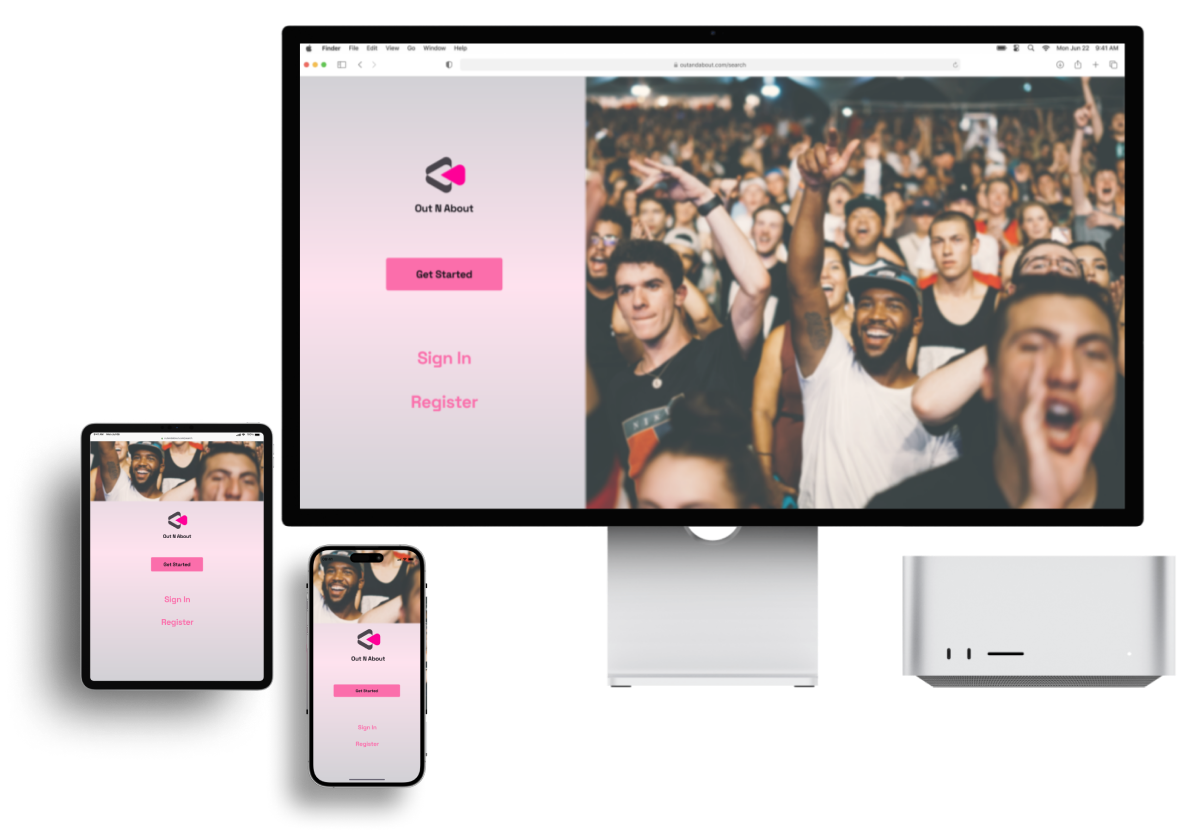 Finder File Edit View Go Window Help
Mon Jun 22 9:41 AM
outandabout.com/search
Out N About
Get Started
Sign In
Register
Out N About
Get Started
Sign In
Register
Out N About
Get Started
Sign In
Register